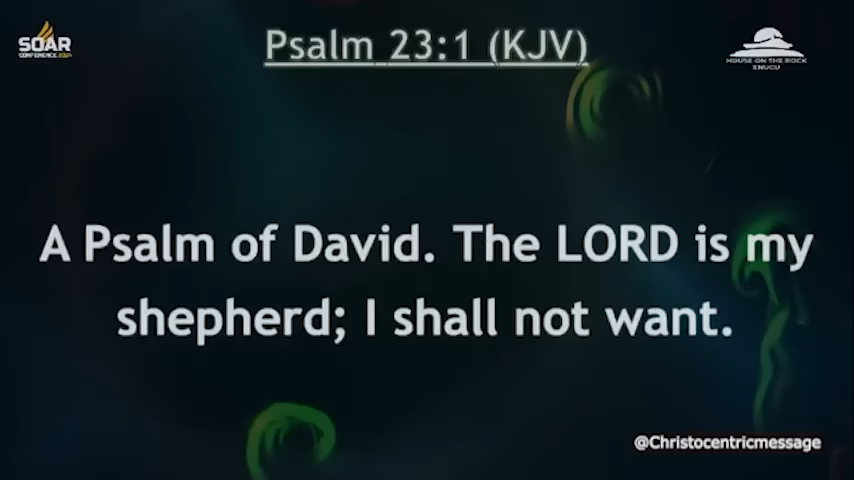 SOAR
CONFERENCE 2024
Psalm 23:1 (KJV)
HOUSE ON THE ROCK
ENUGU
A Psalm of David. The LORD is my
shepherd; I shall not want.
@Christocentricmessage